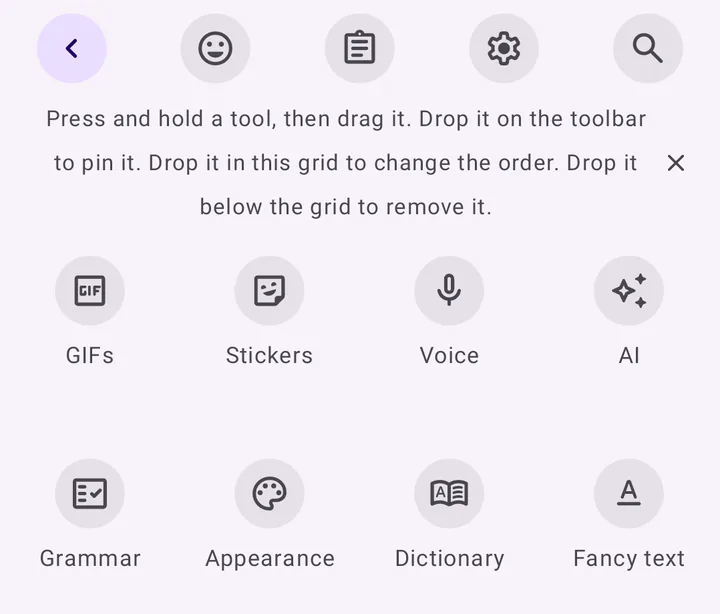 Press and hold a tool, then drag it. Drop it on the toolbar
to pin it. Drop it in this grid to change the order. Drop it
below the grid to remove it.
GIF
GIFs
Stickers
Voice
AI
A
A
Grammar
Appearance
Dictionary
Fancy text